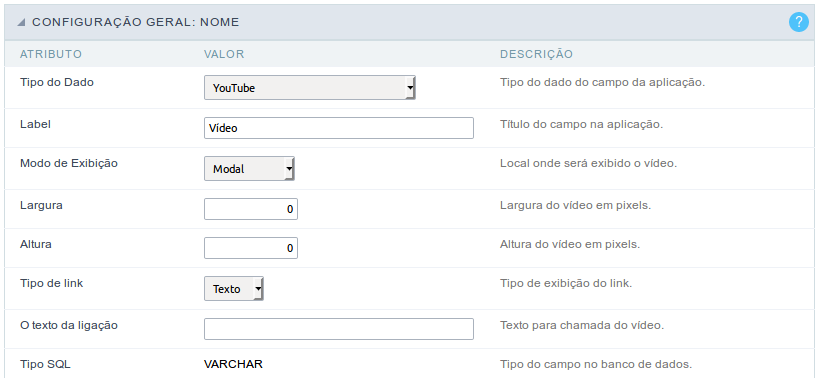 CONFIGURAÇÃO GERAL: NOME ?
ATRIBUTO VALOR DESCRIÇÃO
Tipo do Dado YouTube Tipo do dado do campo da aplicação.
Label Vídeo Título do campo na aplicação.
Modo de Exibição Modal Local onde será exibido o vídeo.
Largura 0 Largura do vídeo em pixels.
Altura 0 Altura do vídeo em pixels.
Tipo de link Texto Tipo de exibição do link.
O texto da ligação Texto para chamada do vídeo.
Tipo SQL VARCHAR Tipo do campo no banco de dados.